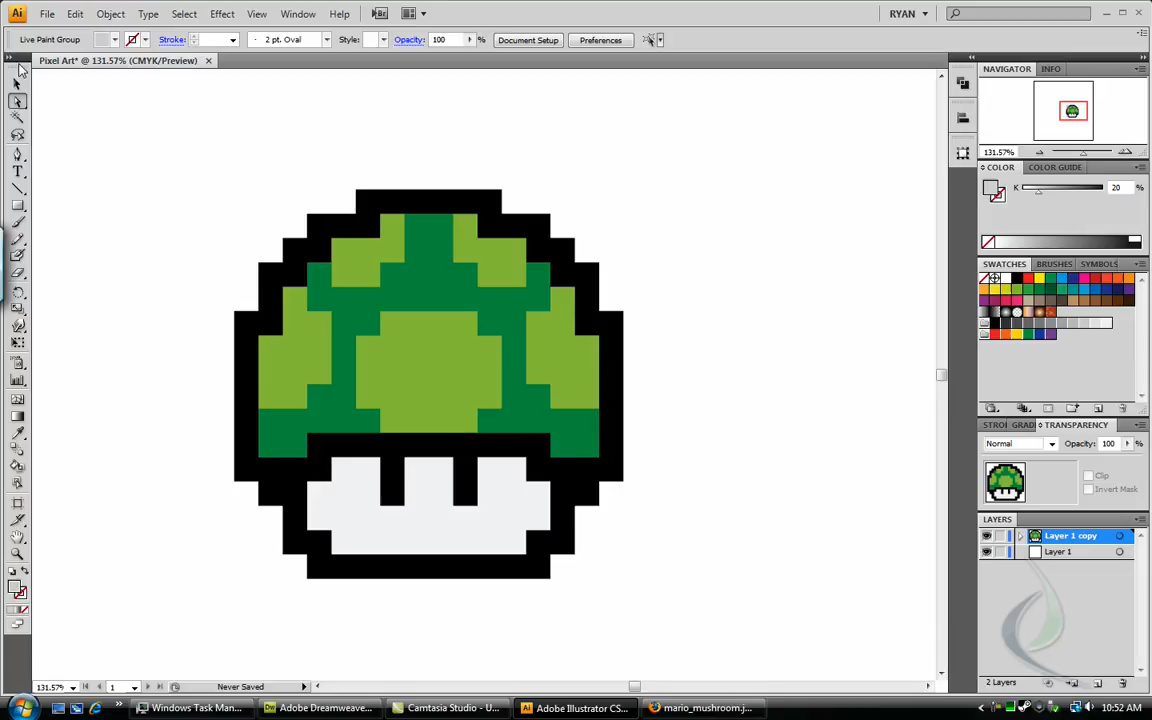 Ai File Edit Object Type Select Effect View Window Help Br RYAN
Live Paint Group Stroke: 2 pt. Oval Style: Opacity: 100 % Document Setup Preferences
Pixel Art* @ 131.57% (CMYK/Preview)
NAVIGATOR INFO
131.57%
COLOR COLOR GUIDE
K 20 %
SWATCHES BRUSHES SYMBOLS
STROI GRADI TRANSPARENCY
Normal Opacity: 100 %
Clip
Invert Mask
LAYERS
Layer 1 copy
Layer 1
2 Layers
131.57% 1 Never Saved
Windows Task Man... Adobe Dreamweave... Camtasia Studio - U... Adobe Illustrator CS... mario_mushroom.j... 10:52 AM